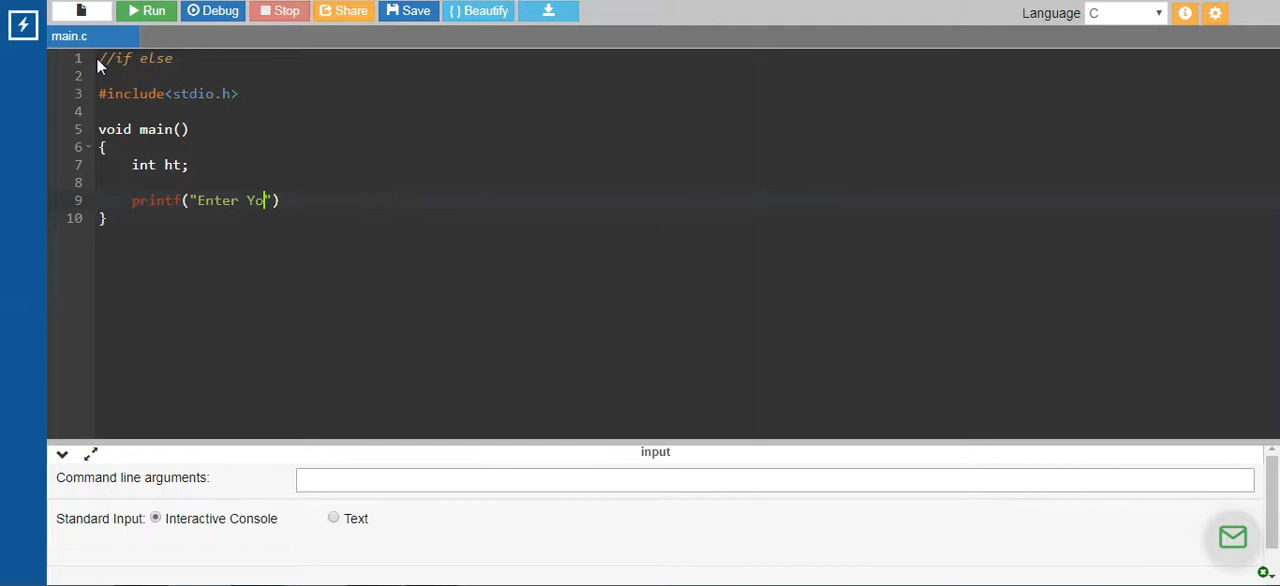 Run Debug Stop Share Save { } Beautify Language C
main.c
1 //if else
2
3 #include<stdio.h>
4
5 void main()
6 {
7 int ht;
8
9 printf("Enter Yo")
10 }
input
Command line arguments:
Standard Input: Interactive Console Text